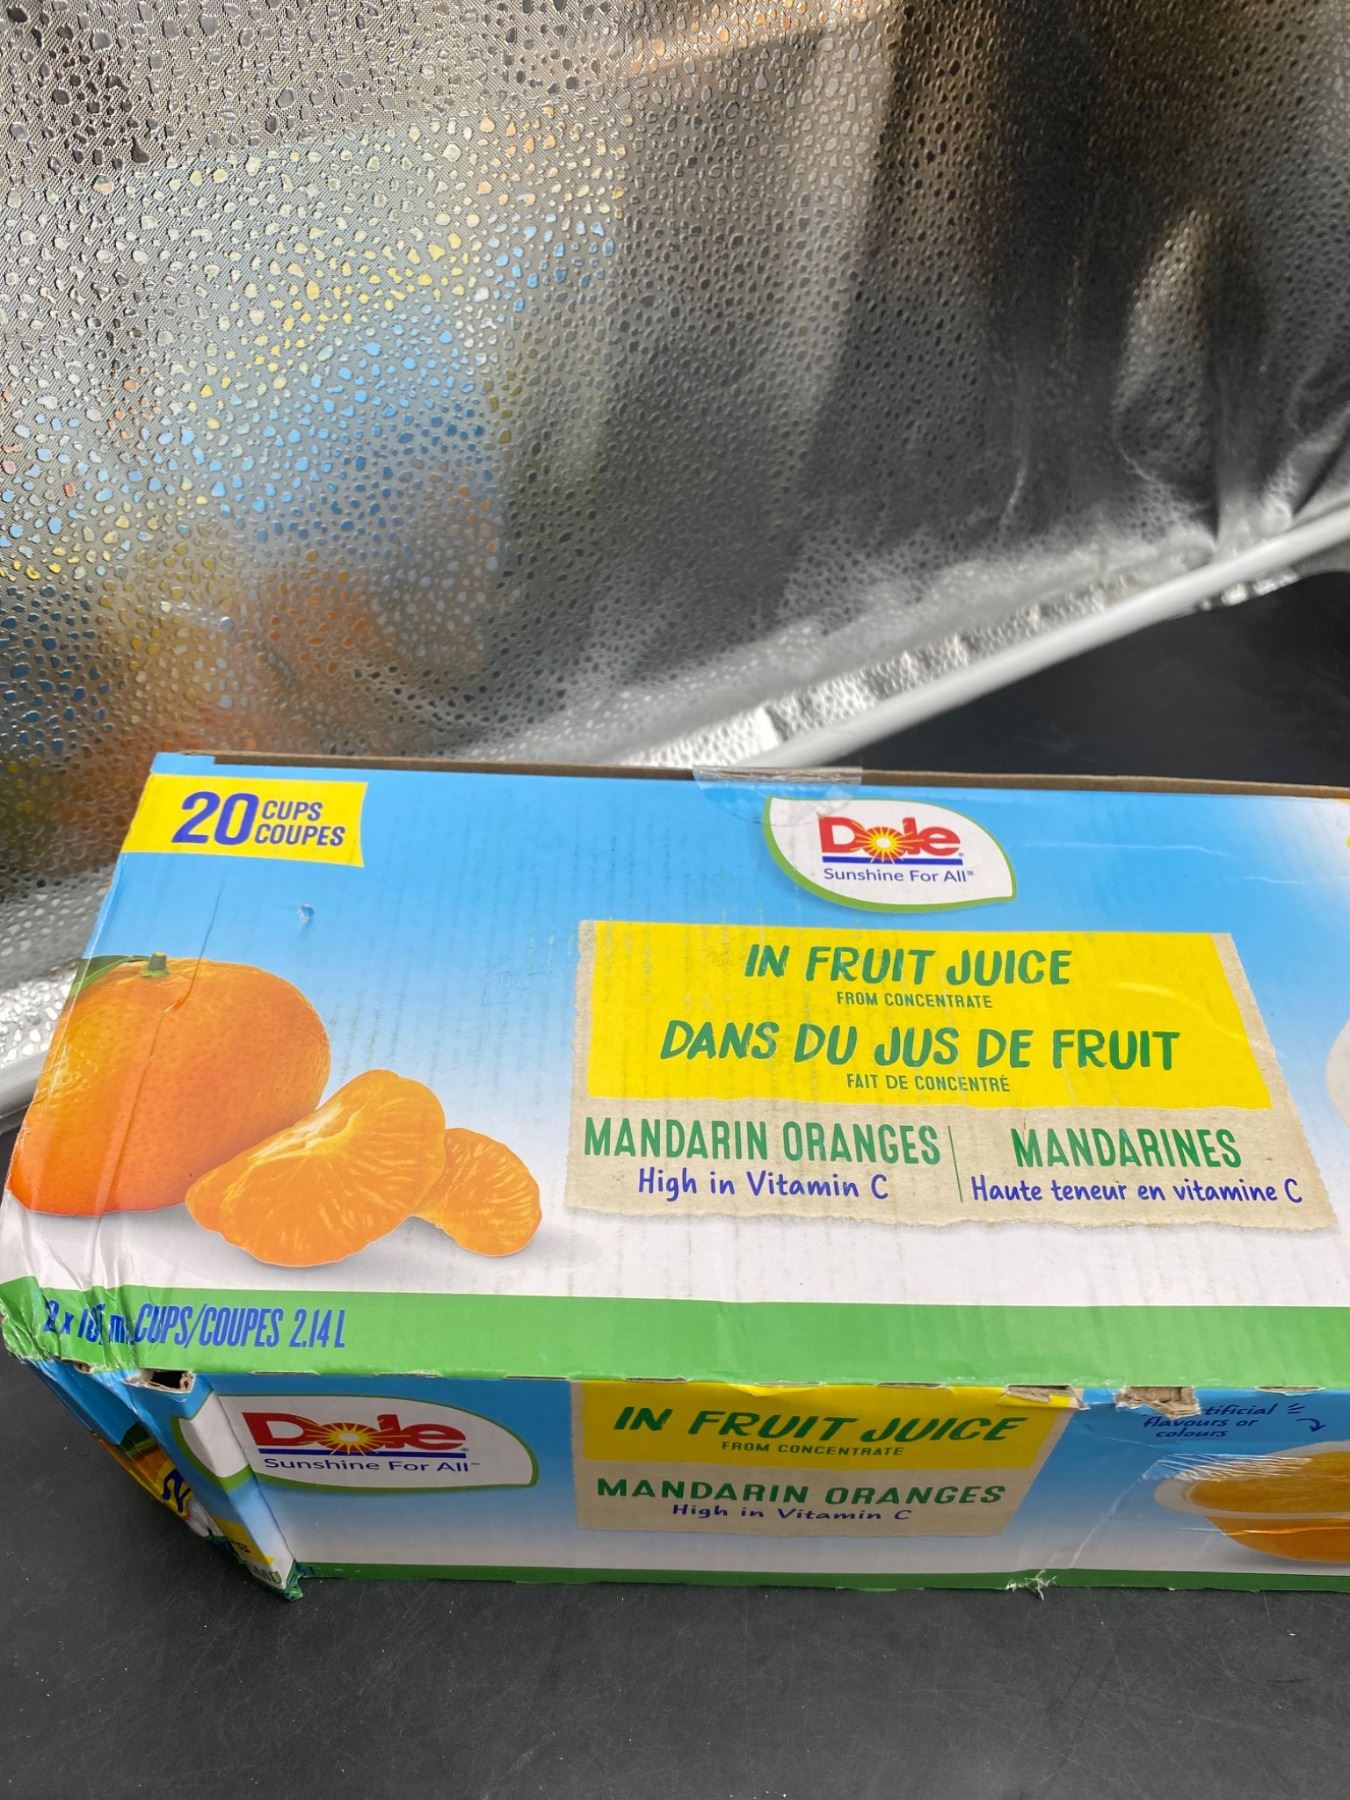 20 CUPS
COUPES
Dole
Sunshine For All
IN FRUIT JUICE
FROM CONCENTRATE
DANS DU JUS DE FRUIT
FAIT DE CONCENTRÉ
MANDARIN ORANGES
High in Vitamin C
MANDARINES
Haute teneur en vitamine C
CUPS/COUPES 2.14 L
Dole
Sunshine For All™
IN FRUIT JUICE
FROM CONCENTRATE
MANDARIN ORANGES
High in Vitamin C
flavours or
colours